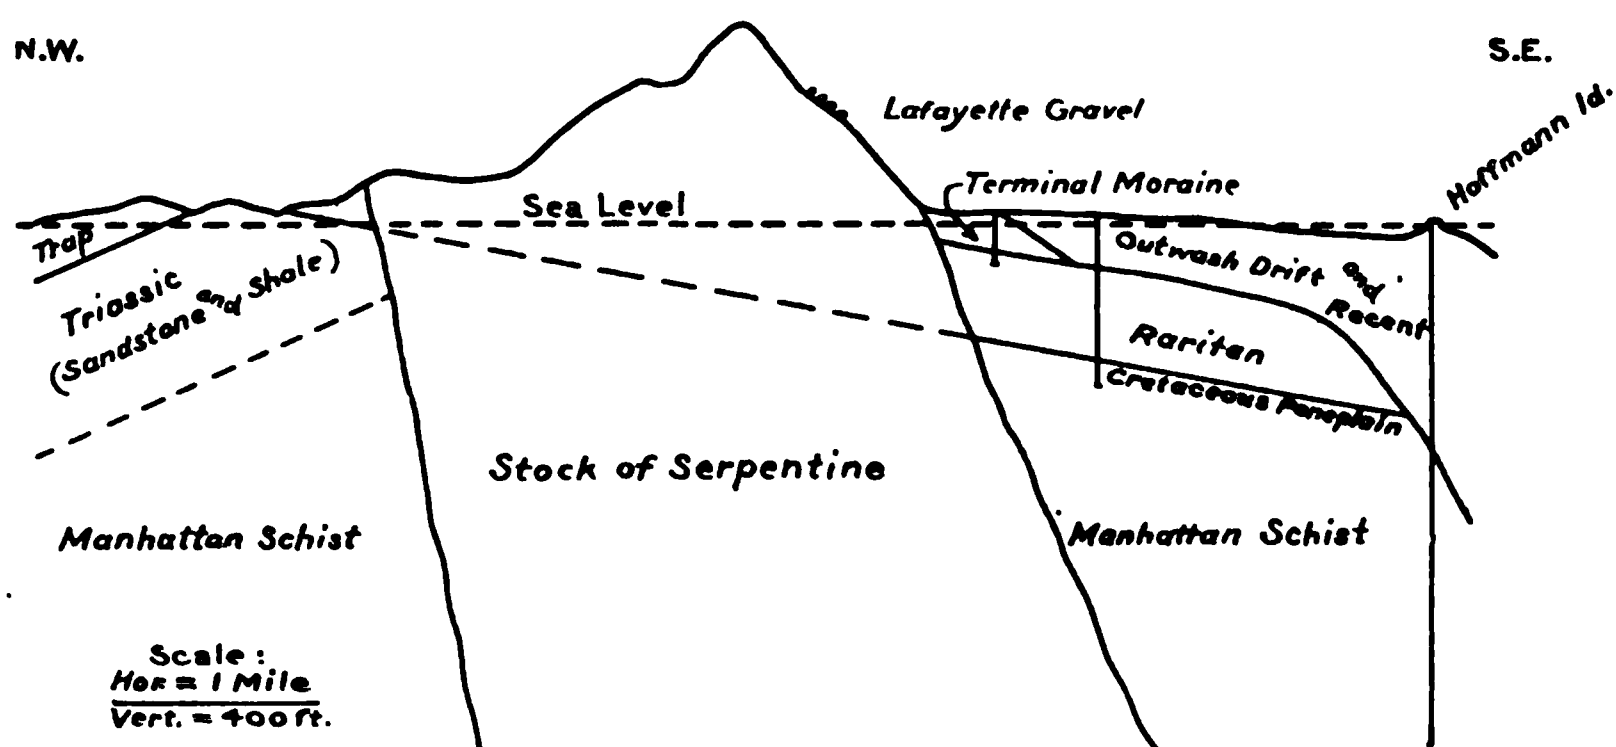 N.W.
S.E.
Hoffmann Id.
Lafayette Gravel
Terminal Moraine
Sea Level
Trap
Triassic
(Sandstone and Shale)
Outwash Drift and
Recent
Raritan
Cretaceous Peneplain
Stock of Serpentine
Manhattan Schist
Manhattan Schist
Scale:
Hor = 1 Mile
Vert. = 400 ft.